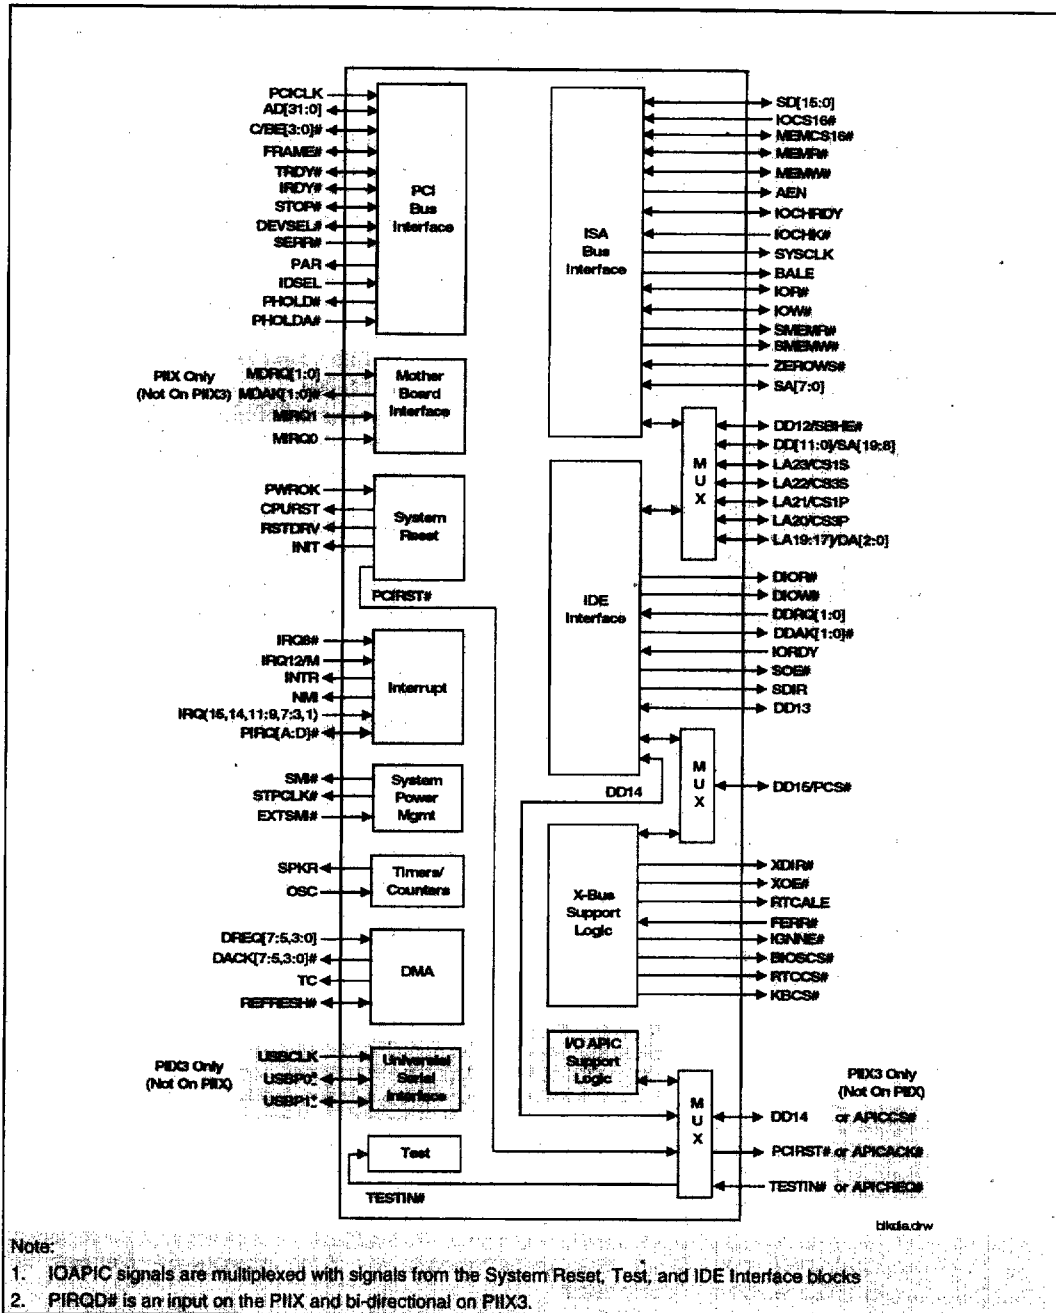 PCICLK
AD[31:0]
C/BE[3:0]#
FRAME#
TRDY#
IRDY#
STOP#
DEVSEL#
SERR#
PAR
IDSEL
PHOLD#
PHOLDA#
PCI
Bus
Interface
PIIX Only
(Not On PIIX3)
MDRQ[1:0]
MDAK[1:0]#
MIRQ1
MIRQ0
Mother
Board
Interface
PWROK
CPURST
RSTDRV
INIT
System
Reset
PCIRST#
IRQ8#
IRQ12/M
INTR
NMI
IRQ(15,14,11:9,7:3,1)
PIRQ[A:D]#
Interrupt
SMI#
STPCLK#
EXTSMI#
System
Power
Mgmt
SPKR
OSC
Timers/
Counters
DREQ[7:5,3:0]
DACK[7:5,3:0]#
TC
REFRESH#
DMA
PIIX3 Only
(Not On PIIX)
USBCLK
USBP0±
USBP1±
Universal
Serial
Interface
Test
TESTIN#
ISA
Bus
Interface
SD[15:0]
IOCS16#
MEMCS16#
MEMR#
MEMW#
AEN
IOCHRDY
IOCHK#
SYSCLK
BALE
IOR#
IOW#
SMEMR#
SMEMW#
ZEROWS#
SA[7:0]
MUX
DD12/SBHE#
DD[11:0]/SA[19:8]
LA23/CS1S
LA22/CS3S
LA21/CS1P
LA20/CS3P
LA19:17]/DA[2:0]
IDE
Interface
DIOR#
DIOW#
DDRQ[1:0]
DDAK[1:0]#
IORDY
SOE#
SDIR
DD13
DD14
MUX
DD15/PCS#
X-Bus
Support
Logic
XDIR#
XOE#
RTCALE
FERR#
IGNNE#
BIOSCS#
RTCCS#
KBCS#
I/O APIC
Support
Logic
MUX
PIIX3 Only
(Not On PIIX)
DD14 or APICCS#
PCIRST# or APICACK#
TESTIN# or APICREQ#
blkdia.drw
Note:
1. IOAPIC signals are multiplexed with signals from the System Reset, Test, and IDE Interface blocks
2. PIRQD# is an input on the PIIX and bi-directional on PIIX3.